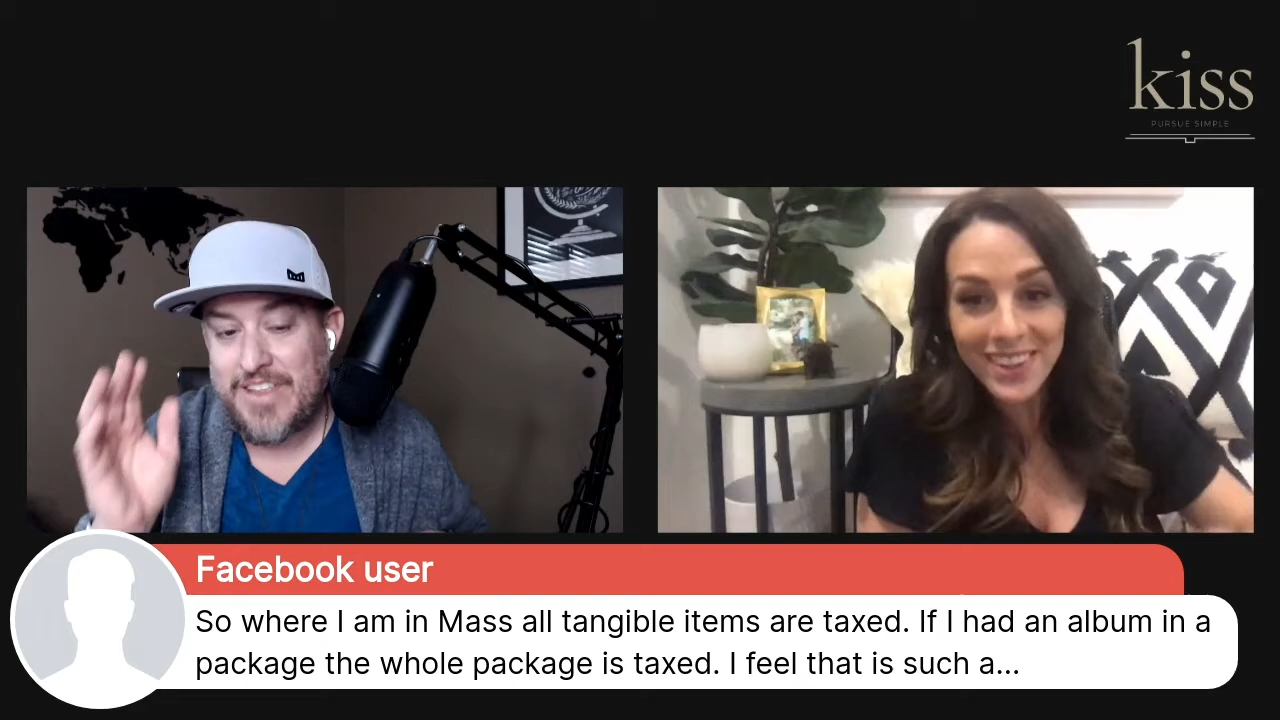 kiss
PURSUE SIMPLE
Facebook user
So where I am in Mass all tangible items are taxed. If I had an album in a
package the whole package is taxed. I feel that is such a...